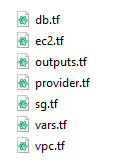 db.tf
ec2.tf
outputs.tf
provider.tf
sg.tf
vars.tf
vpc.tf